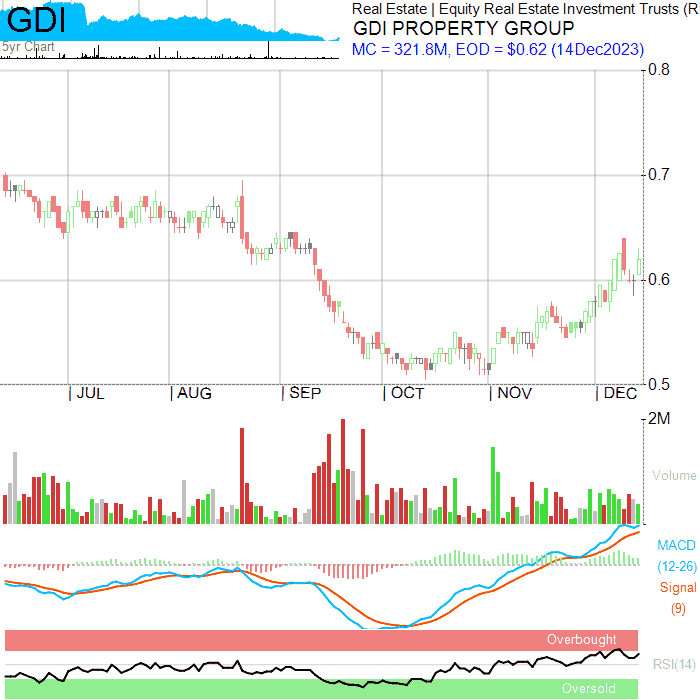 GDI
5yr Chart
Real Estate | Equity Real Estate Investment Trusts (R
GDI PROPERTY GROUP
MC = 321.8M, EOD = $0.62 (14Dec2023)
0.8
0.7
0.6
0.5
JUL AUG SEP OCT NOV DEC
2M
Volume
MACD
(12-26)
Signal
(9)
Overbought
RSI(14)
Oversold